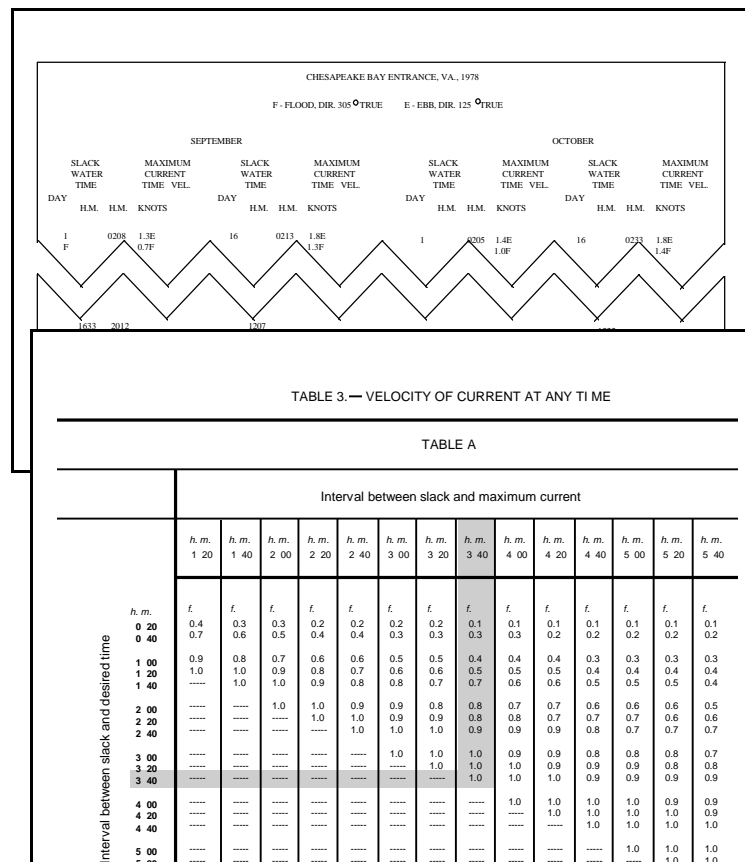 CHESAPEAKE BAY ENTRANCE, VA., 1978
F - FLOOD, DIR. 305° TRUE E - EBB, DIR. 125 °TRUE
SEPTEMBER OCTOBER
SLACK MAXIMUM SLACK MAXIMUM SLACK MAXIMUM SLACK MAXIMUM
WATER CURRENT WATER CURRENT WATER CURRENT WATER CURRENT
TIME TIME VEL. TIME TIME VEL. TIME TIME VEL. TIME TIME VEL.
DAY DAY DAY DAY
H.M. H.M. KNOTS H.M. H.M. KNOTS H.M. H.M. KNOTS H.M. H.M. KNOTS
1 0208 1.3E 16 0213 1.8E 1 0205 1.4E 16 0233 1.8E
F 0.7F 1.3F 1.0F 1.4F
1633 2012 1207
TABLE 3.— VELOCITY OF CURRENT AT ANY TI ME
TABLE A
Interval between slack and maximum current
h. m. h. m. h. m. h. m. h. m. h. m. h. m. h. m. h. m. h. m. h. m. h. m. h. m. h. m.
1 20 1 40 2 00 2 20 2 40 3 00 3 20 3 40 4 00 4 20 4 40 5 00 5 20 5 40
h. m. f. f. f. f. f. f. f. f. f. f. f. f. f. f.
0 20 0.4 0.3 0.3 0.2 0.2 0.2 0.2 0.1 0.1 0.1 0.1 0.1 0.1 0.1
0 40 0.7 0.6 0.5 0.4 0.4 0.3 0.3 0.3 0.3 0.2 0.2 0.2 0.2 0.2
1 00 0.9 0.8 0.7 0.6 0.6 0.5 0.5 0.4 0.4 0.4 0.3 0.3 0.3 0.3
1 20 1.0 1.0 0.9 0.8 0.7 0.6 0.6 0.5 0.5 0.5 0.4 0.4 0.4 0.4
1 40 ----- 1.0 1.0 0.9 0.8 0.8 0.7 0.7 0.6 0.6 0.5 0.5 0.5 0.4
2 00 ----- ----- 1.0 1.0 0.9 0.9 0.8 0.8 0.7 0.7 0.6 0.6 0.6 0.5
2 20 ----- ----- ----- 1.0 1.0 0.9 0.9 0.8 0.8 0.7 0.7 0.7 0.6 0.6
2 40 ----- ----- ----- ----- 1.0 1.0 1.0 0.9 0.9 0.9 0.8 0.7 0.7 0.7
3 00 ----- ----- ----- ----- ----- 1.0 1.0 1.0 0.9 0.9 0.8 0.8 0.8 0.7
3 20 ----- ----- ----- ----- ----- ----- 1.0 1.0 1.0 0.9 0.9 0.9 0.8 0.8
3 40 ----- ----- ----- ----- ----- ----- ----- 1.0 1.0 1.0 0.9 0.9 0.9 0.9
4 00 ----- ----- ----- ----- ----- ----- ----- ----- 1.0 1.0 1.0 1.0 0.9 0.9
4 20 ----- ----- ----- ----- ----- ----- ----- ----- ----- 1.0 1.0 1.0 1.0 0.9
4 40 ----- ----- ----- ----- ----- ----- ----- ----- ----- ----- 1.0 1.0 1.0 1.0
5 00 ----- ----- ----- ----- ----- ----- ----- ----- ----- ----- ----- 1.0 1.0 1.0
1.0 1.0
interval between slack and desired time